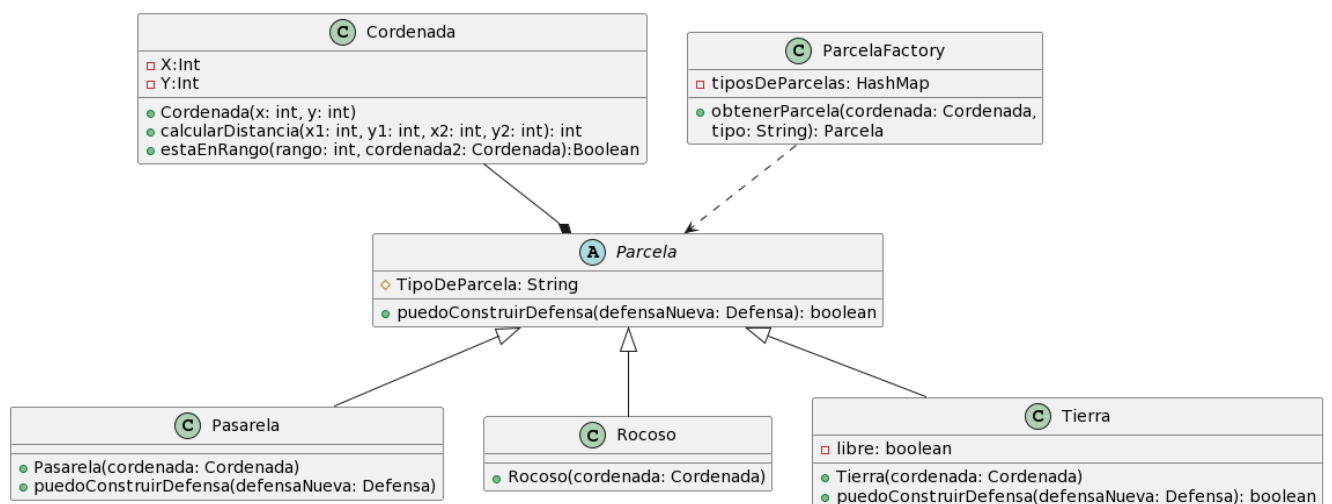 C Cordenada
X:Int
Y:Int
Cordenada(x: int, y: int)
calcularDistancia(x1: int, y1: int, x2: int, y2: int): int
estaEnRango(rango: int, cordenada2: Cordenada):Boolean
C ParcelaFactory
tiposDeParcelas: HashMap
obtenerParcela(cordenada: Cordenada,
tipo: String): Parcela
A Parcela
TipoDeParcela: String
puedoConstruirDefensa(defensaNueva: Defensa): boolean
C Pasarela
Pasarela(cordenada: Cordenada)
puedoConstruirDefensa(defensaNueva: Defensa)
C Rocoso
Rocoso(cordenada: Cordenada)
C Tierra
libre: boolean
Tierra(cordenada: Cordenada)
puedoConstruirDefensa(defensaNueva: Defensa): boolean